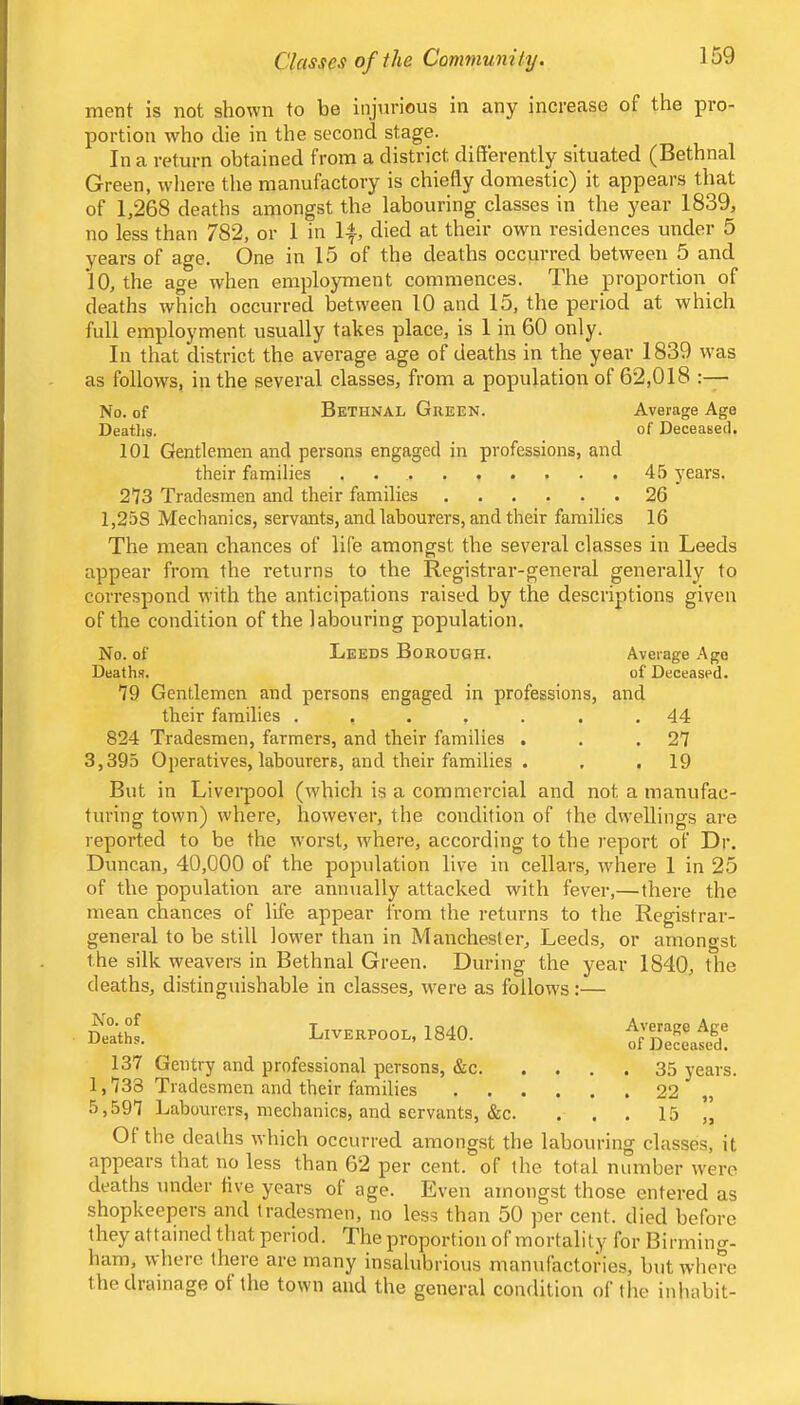 Classes of the Community. 159
ment is not shown to be injurious in any increase of the pro-
portion who die in the second stage.
In a return obtained from a district differently situated (Bethnal
Green, where the manufactory is chiefly domestic) it appears that
of 1,268 deaths amongst the labouring classes in the year 1839,
no less than 782, or 1 in 1 4/7, died at their own residences under 5
years of age. One in 15 of the deaths occurred between 5 and
10, the age when employment commences. The proportion of
deaths which occurred between 10 and 15, the period at which
full employment usually takes place, is 1 in 60 only.
In that district the average age of deaths in the year 1839 was
as follows, in the several classes, from a population of 62,018 :—
No. of Bethnal Green. Average Age
Deaths. of Deceased.
101 Gentlemen and persons engaged in professions, and
their families . . . . . . . . . 45 years.
273 Tradesmen and their families . . . . . . 26
1,258 Mechanics, servants, and labourers, and their families 16
The mean chances of life amongst the several classes in Leeds
appear from the returns to the Registrar-general generally to
correspond with the anticipations raised by the descriptions given
of the condition of the labouring population.
No. of Leeds Borough. Average Age
Deaths. of Deceased.
79 Gentlemen and persons engaged in professions, and
their families . . . . . . . 44
824 Tradesmen, farmers, and their families . . . 27
3,395 Operatives, labourers, and their families . . . 19
But in Liverpool (which is a commercial and not a manufac-
turing town) where, however, the condition of the dwellings are
reported to be the worst, where, according to the report of Dr.
Duncan, 40,000 of the population live in cellars, where 1 in 25
of the population are annually attacked with fever,—there the
mean chances of life appear from the returns to the Registrar-
general to be still lower than in Manchester, Leeds, or amongst
the silk weavers in Bethnal Green. During the year 1840, the
deaths, distinguishable in classes, were as follows :—
No. of Liverpool, 1840. Average Age
Deaths. of Deceased.
137 Gentry and professional persons, &c. . . . . 35 years.
1,738 Tradesmen and their families . . . . . . 22 „
5,597 Labourers, mechanics, and servants, &c. . . . 15 „
Of the deaths which occurred amongst the labouring classes, it
appears that no less than 62 per cent. of the total number were
deaths under five years of age. Even amongst those entered as
shopkeepers and tradesmen, no less than 50 per cent. died before
they attained that period. The proportion of mortality for Birming-
ham, where there are many insalubrious manufactories, but where
the drainage of the town and the general condition of the inhabit-